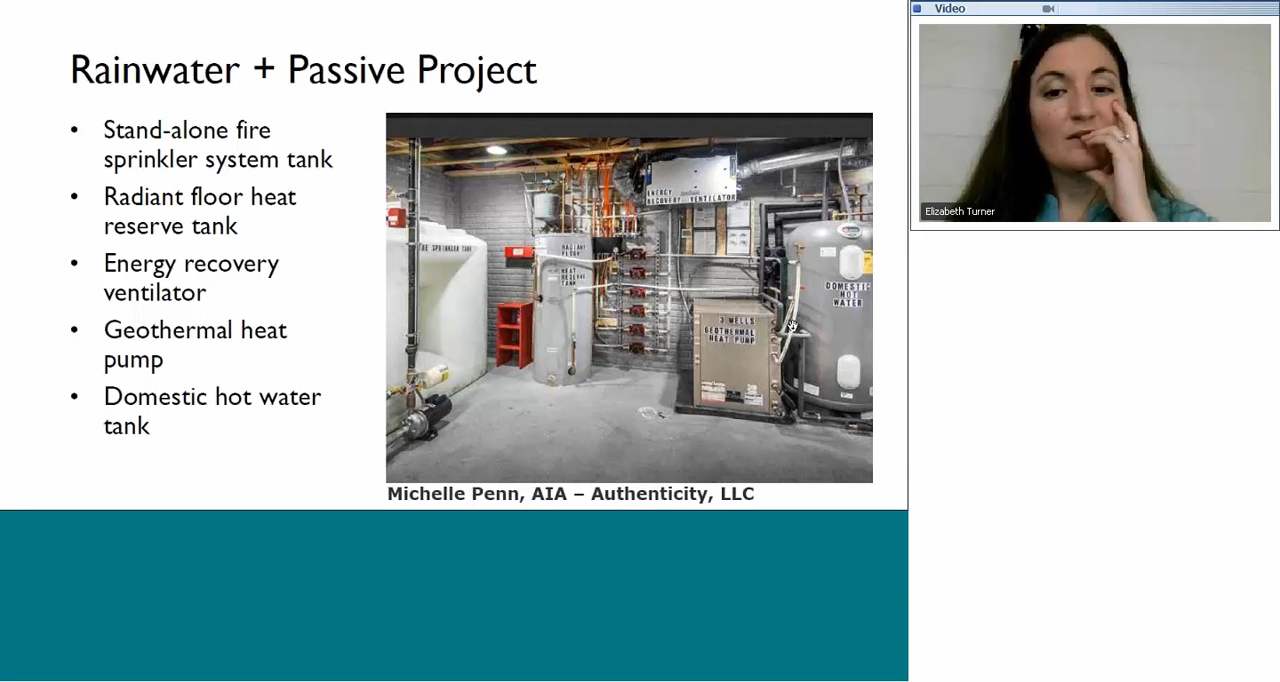 Rainwater + Passive Project
• Stand-alone fire
sprinkler system tank
• Radiant floor heat
reserve tank
• Energy recovery
ventilator
• Geothermal heat
pump
• Domestic hot water
tank
SPRINKLER TANK
RADIANT
FLOOR
HEAT
RESERVE
TANK
ENERGY
RECOVERY VENTILATOR
3 WELLS
GEOTHERMAL
HEAT PUMP
DOMESTIC
HOT
WATER
Michelle Penn, AIA – Authenticity, LLC
Video
Elizabeth Turner